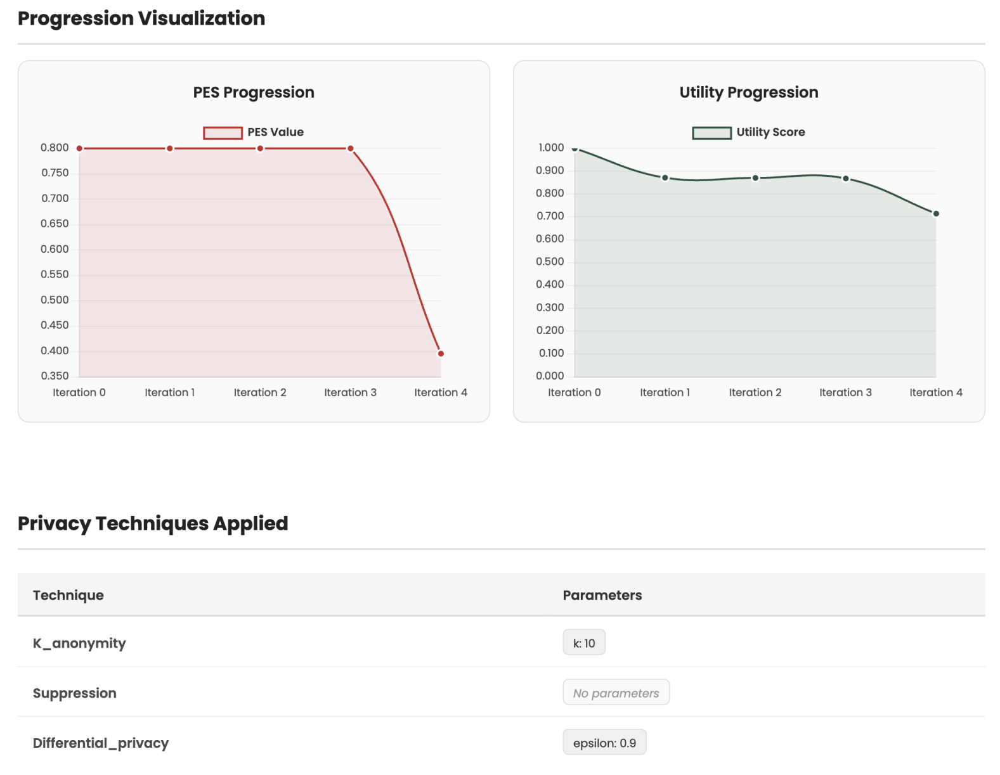 Progression Visualization
PES Progression
PES Value
0.800
0.750
0.700
0.650
0.600
0.550
0.500
0.450
0.400
0.350
Iteration 0 Iteration 1 Iteration 2 Iteration 3 Iteration 4
Utility Progression
Utility Score
1.000
0.900
0.800
0.700
0.600
0.500
0.400
0.300
0.200
0.100
0.000
Iteration 0 Iteration 1 Iteration 2 Iteration 3 Iteration 4
Privacy Techniques Applied
Technique Parameters
K_anonymity k: 10
Suppression No parameters
Differential_privacy epsilon: 0.9